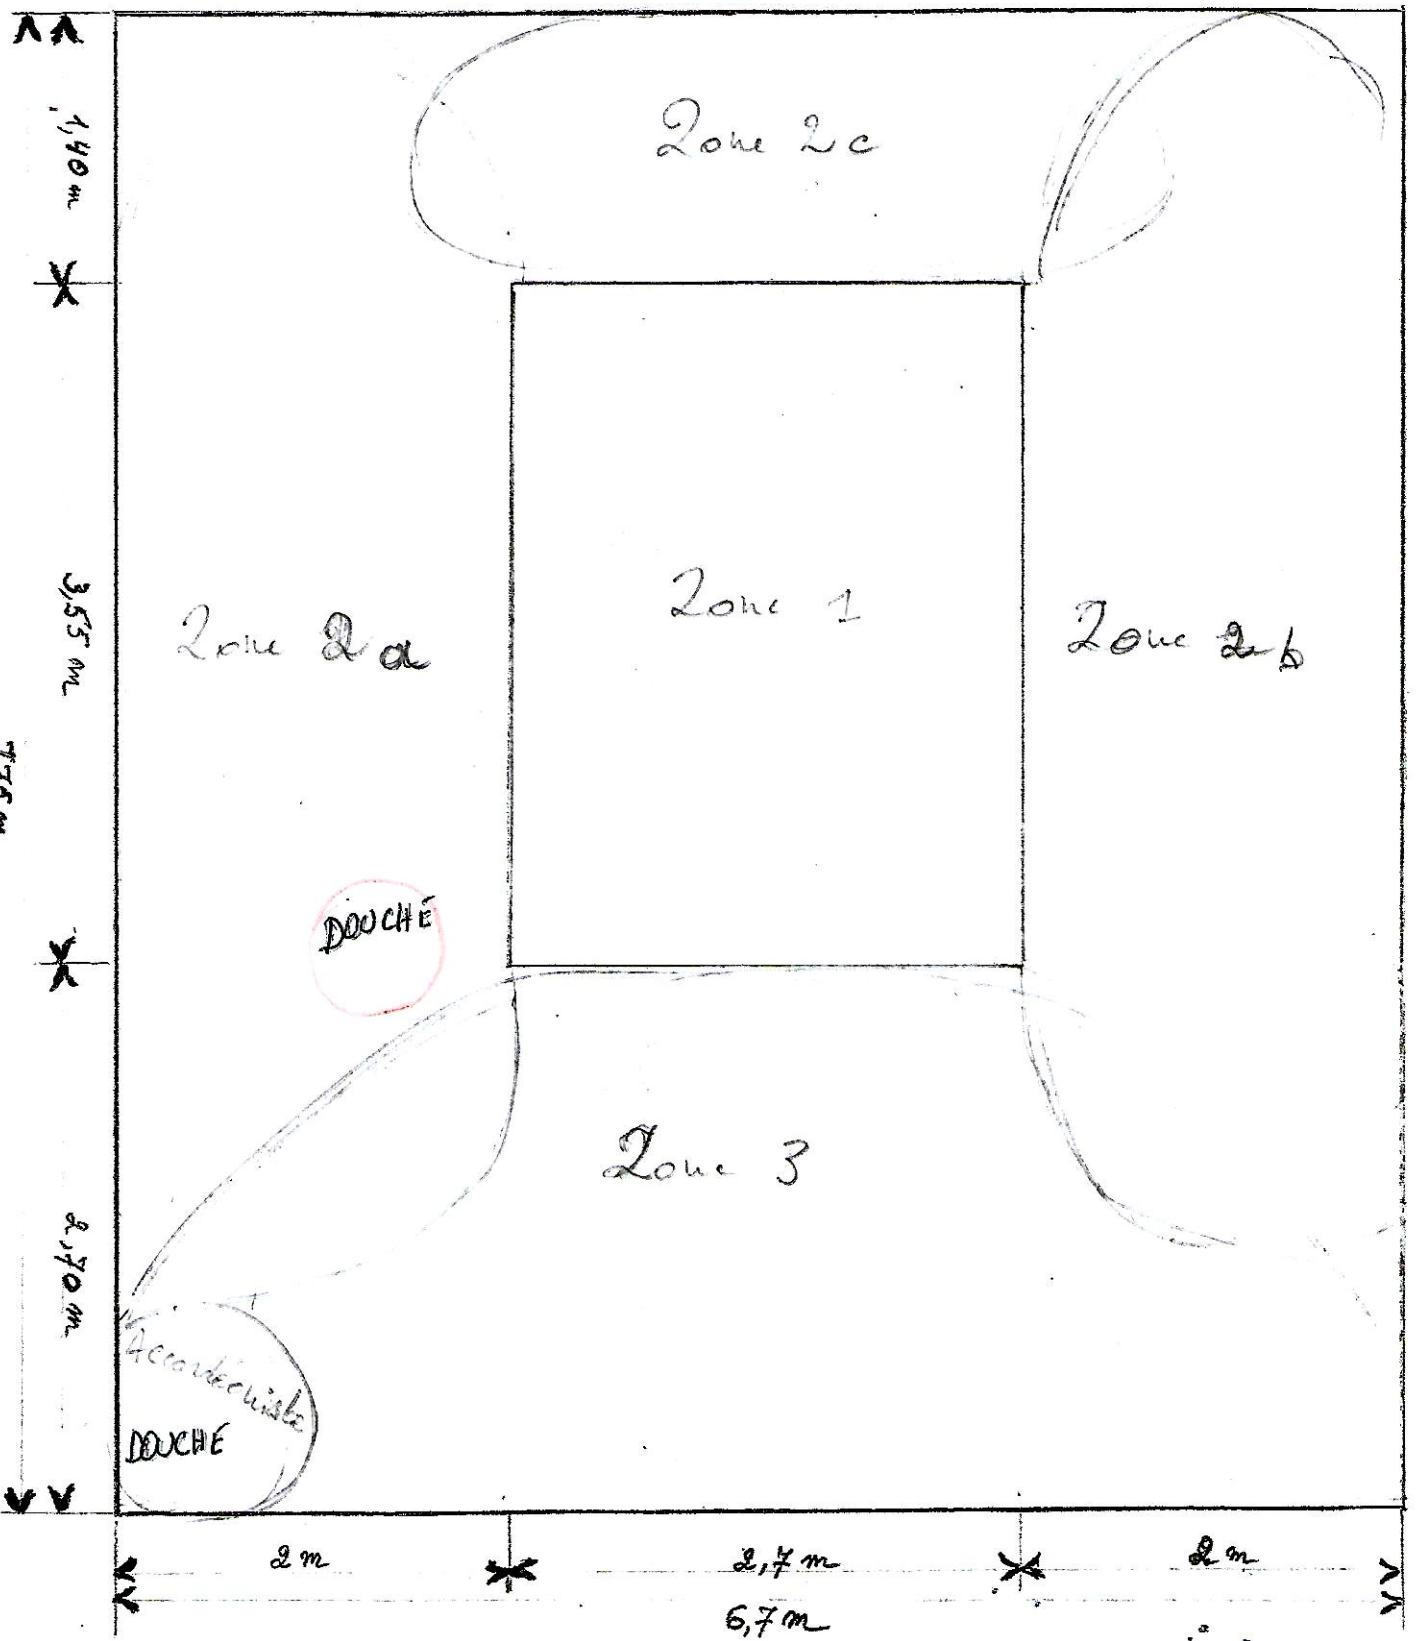 Zone 2c
1,40 m
Zone 1
3,55 m
Zone 2a
Zone 2b
DOUCHE
Zone 3
2,70 m
Accordéoniste
DOUCHE
2 m
2,7 m
2 m
6,7 m